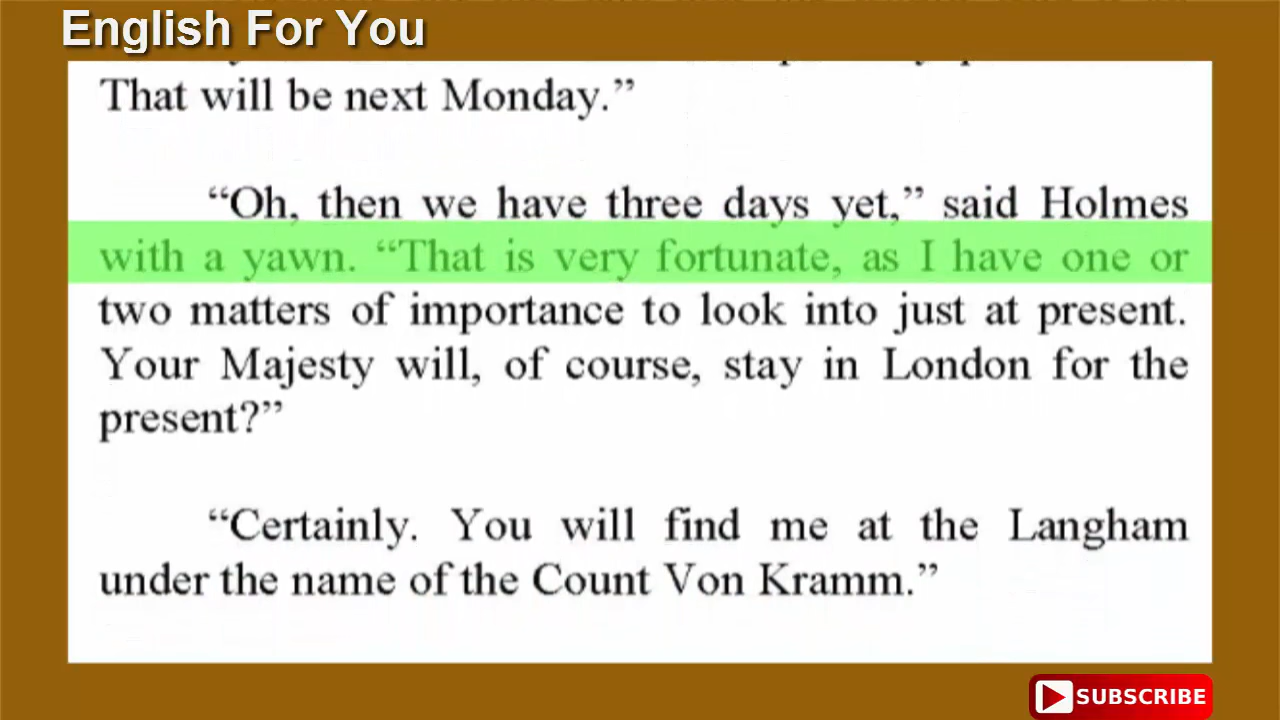 English For You
That will be next Monday.”
“Oh, then we have three days yet,” said Holmes
with a yawn. “That is very fortunate, as I have one or
two matters of importance to look into just at present.
Your Majesty will, of course, stay in London for the
present?”
“Certainly. You will find me at the Langham
under the name of the Count Von Kramm.”
SUBSCRIBE